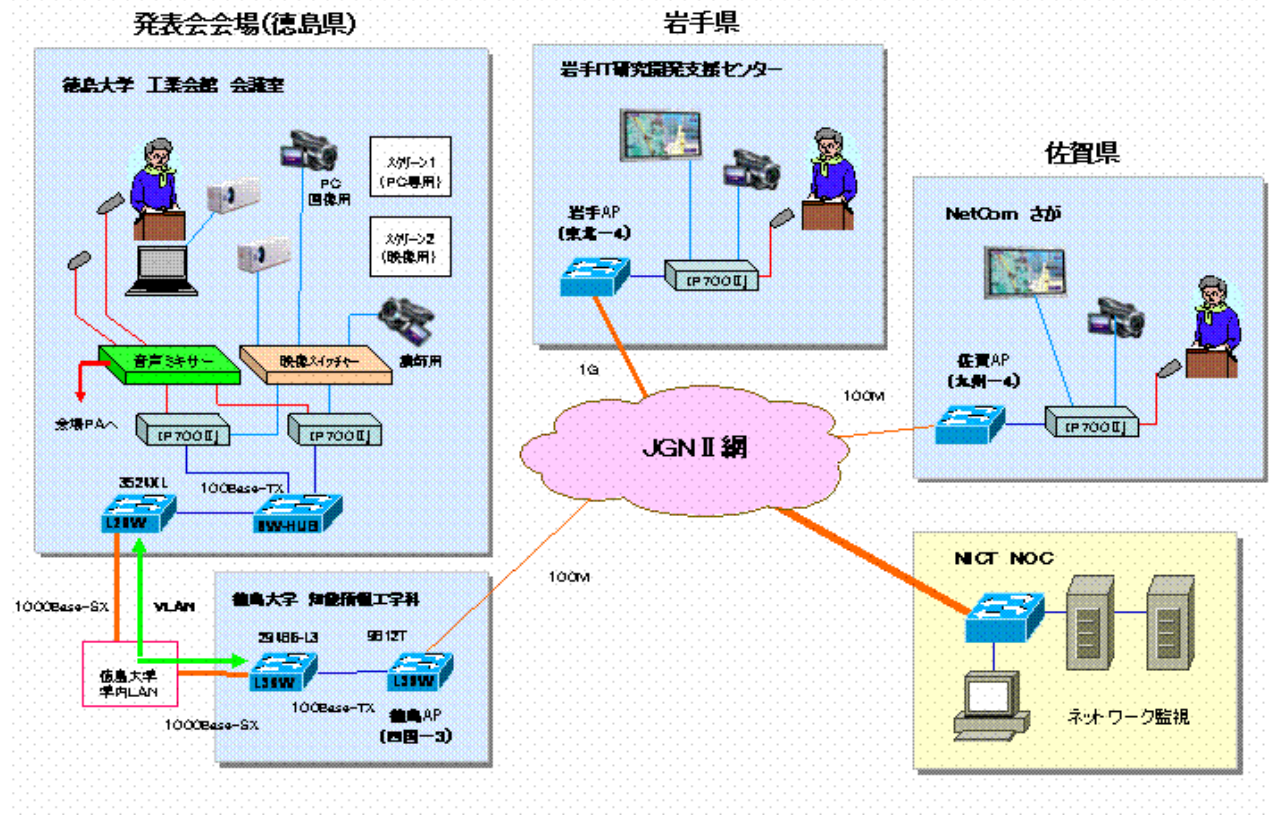 発表会会場(徳島県)
徳島大学 工業会館 会議室
PC
画像用
スクリーン1
(PC専用)
スクリーン2
(映像用)
講師用
音声ミキサー
映像スイッチャー
会場PAへ
IP700Ⅱ
IP700Ⅱ
100Base-TX
3524XL
L2SW
SW-HUB
1000Base-SX
VLAN
徳島大学
学内LAN
1000Base-SX
徳島大学 知能情報工学科
2948G-L3
9812T
L3SW
L3SW
100Base-TX
徳島AP
(四国－3)
100M
岩手県
岩手IT研究開発支援センター
岩手AP
(東北－4)
IP700Ⅱ
1G
JGNⅡ網
100M
佐賀県
NetCom さが
佐賀AP
(九州－4)
IP700Ⅱ
NICT NOC
ネットワーク監視